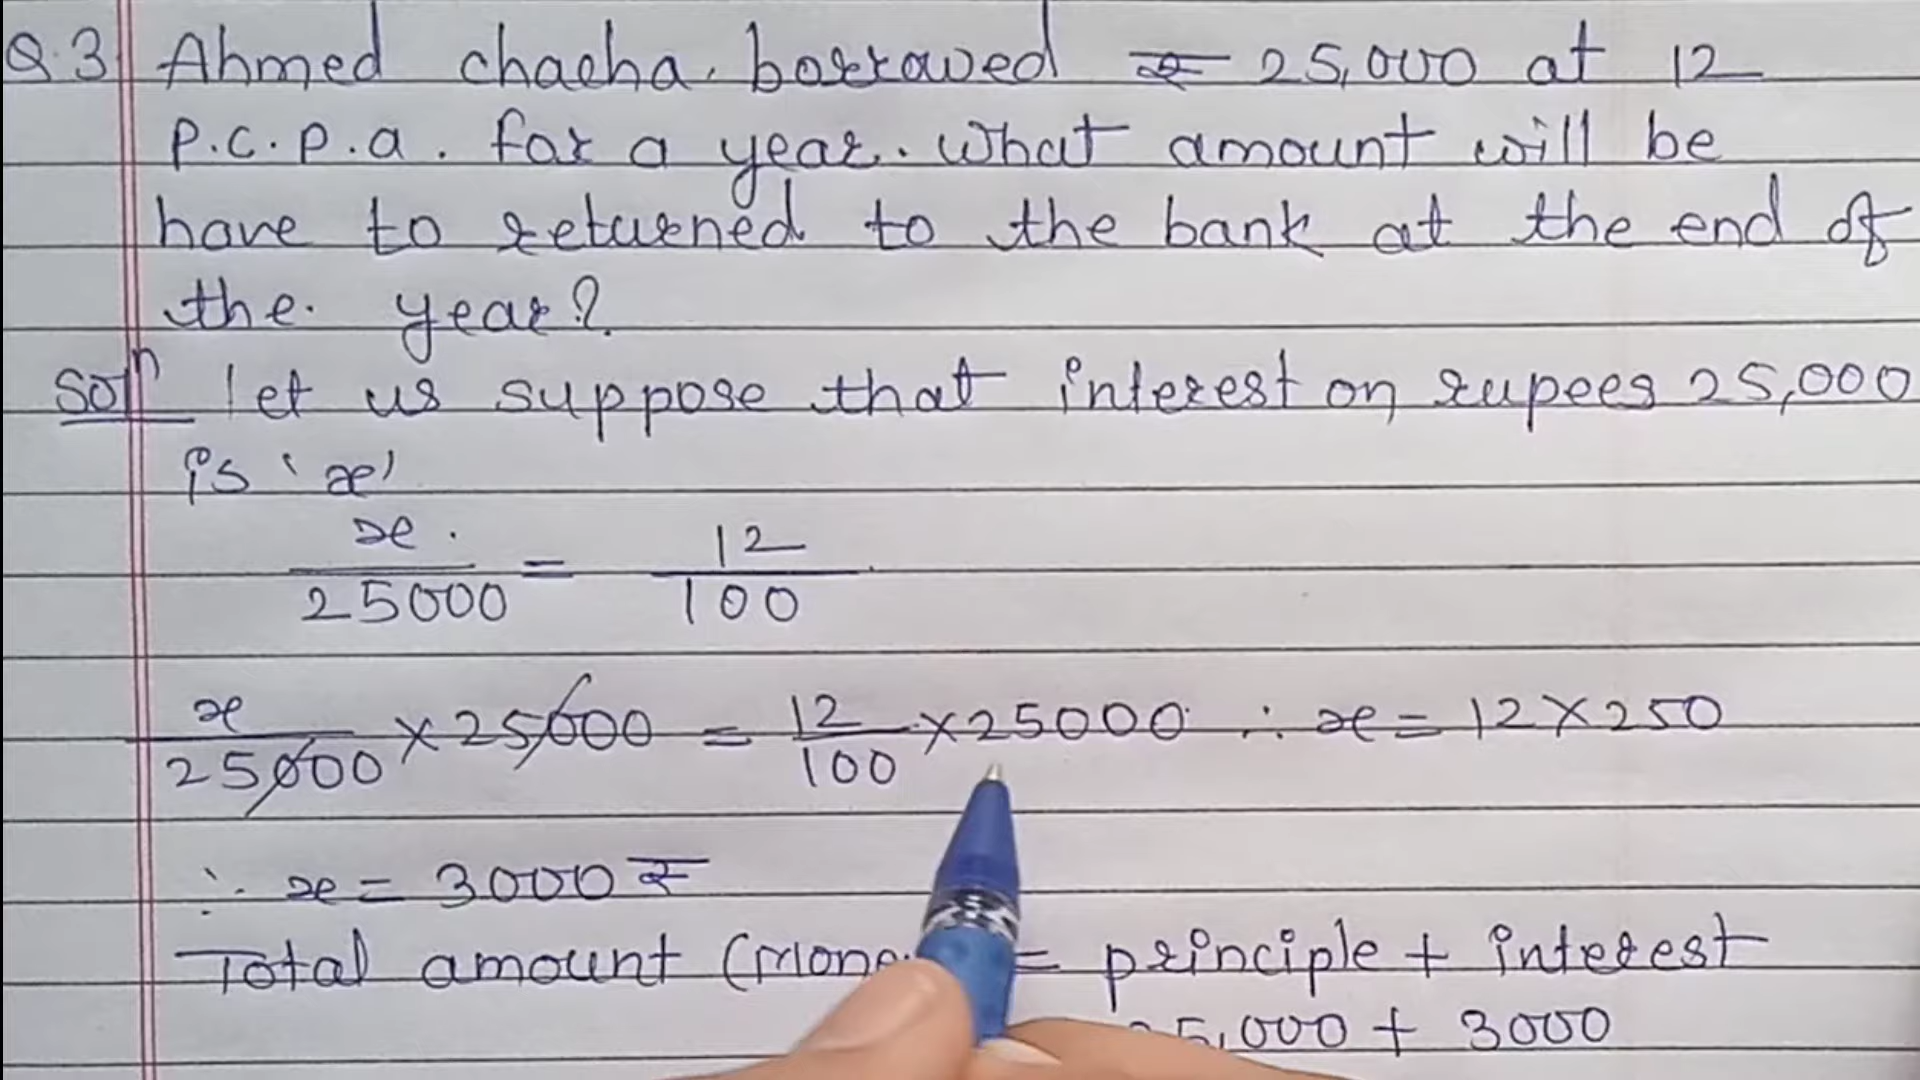 Q.3 Ahmed chacha borrowed ₹ 25,000 at 12
p.c.p.a. for a year. What amount will be
have to returned to the bank at the end of
the year?
Solⁿ let us suppose that interest on rupees 25,000
is 'x'
x / 25000 = 12 / 100
x / 25000 × 25000 = 12 / 100 × 25000 ∴ x = 12 × 250
∴ x = 3000 ₹
Total amount ( = principle + interest
5,000 + 3000